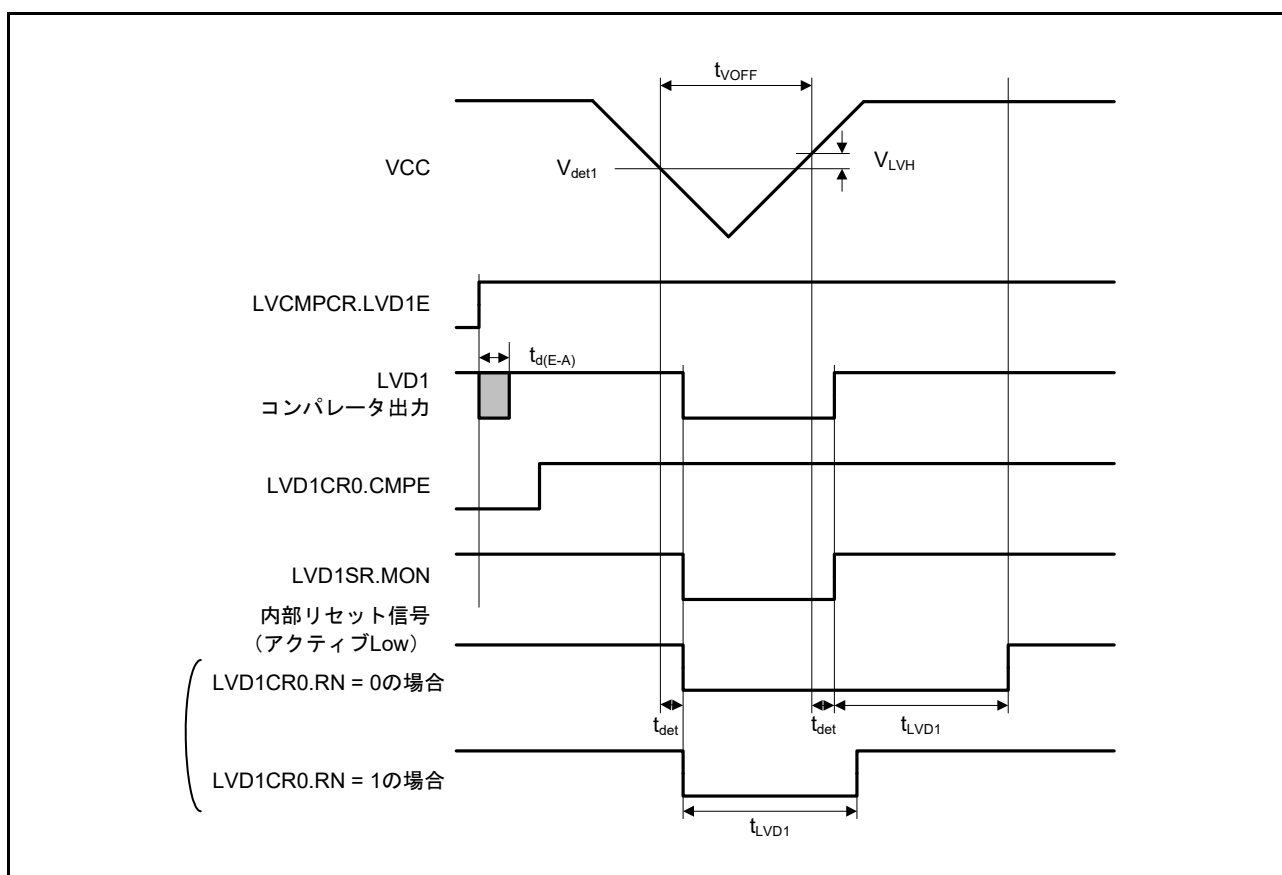 tVOFF
VCC
Vdet1
VLVH
LVCMPCR.LVD1E
td(E-A)
LVD1
コンパレータ出力
LVD1CR0.CMPE
LVD1SR.MON
内部リセット信号
（アクティブLow）
LVD1CR0.RN = 0の場合
tdet
tdet
tLVD1
LVD1CR0.RN = 1の場合
tLVD1